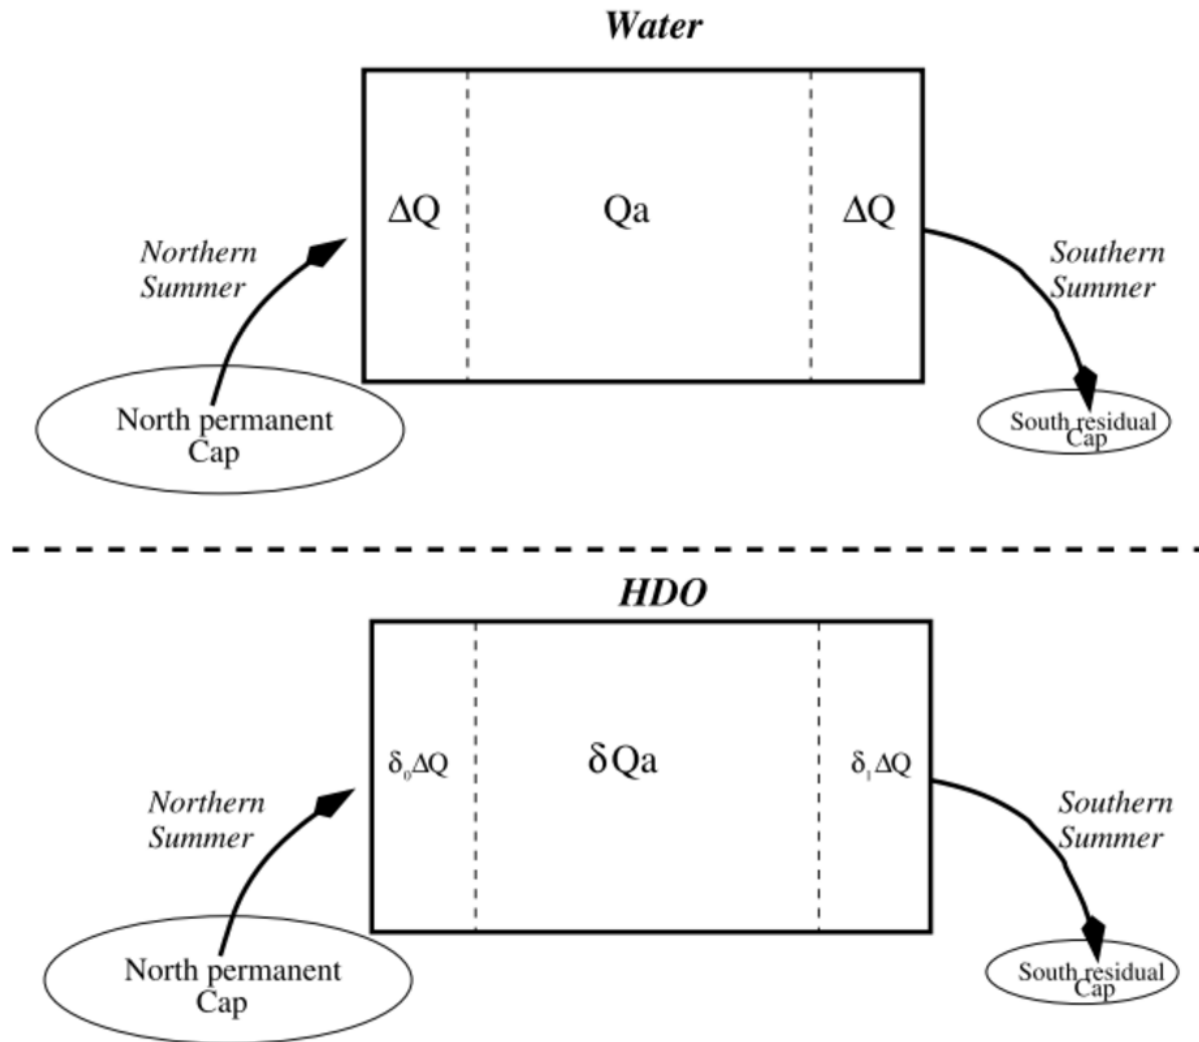 Water
ΔQ
Qa
ΔQ
Northern
Summer
Southern
Summer
North permanent
Cap
South residual
Cap
HDO
δ₀ΔQ
δQa
δ₁ΔQ
Northern
Summer
Southern
Summer
North permanent
Cap
South residual
Cap